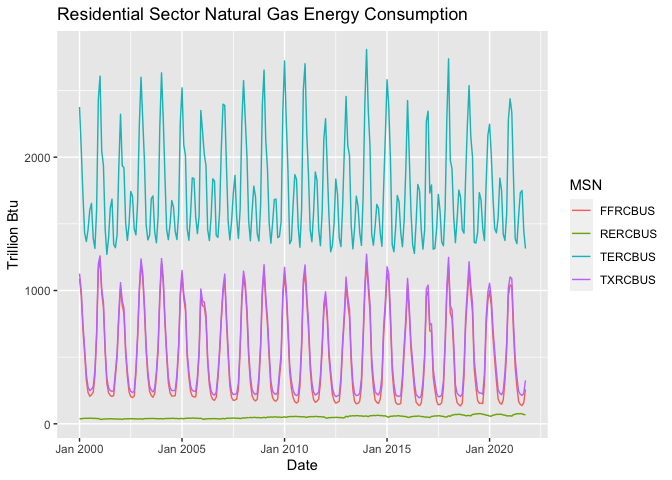 Residential Sector Natural Gas Energy Consumption
Trillion Btu
2000
1000
0
Jan 2000
Jan 2005
Jan 2010
Jan 2015
Jan 2020
Date
MSN
FFRCBUS
RERCBUS
TERCBUS
TXRCBUS